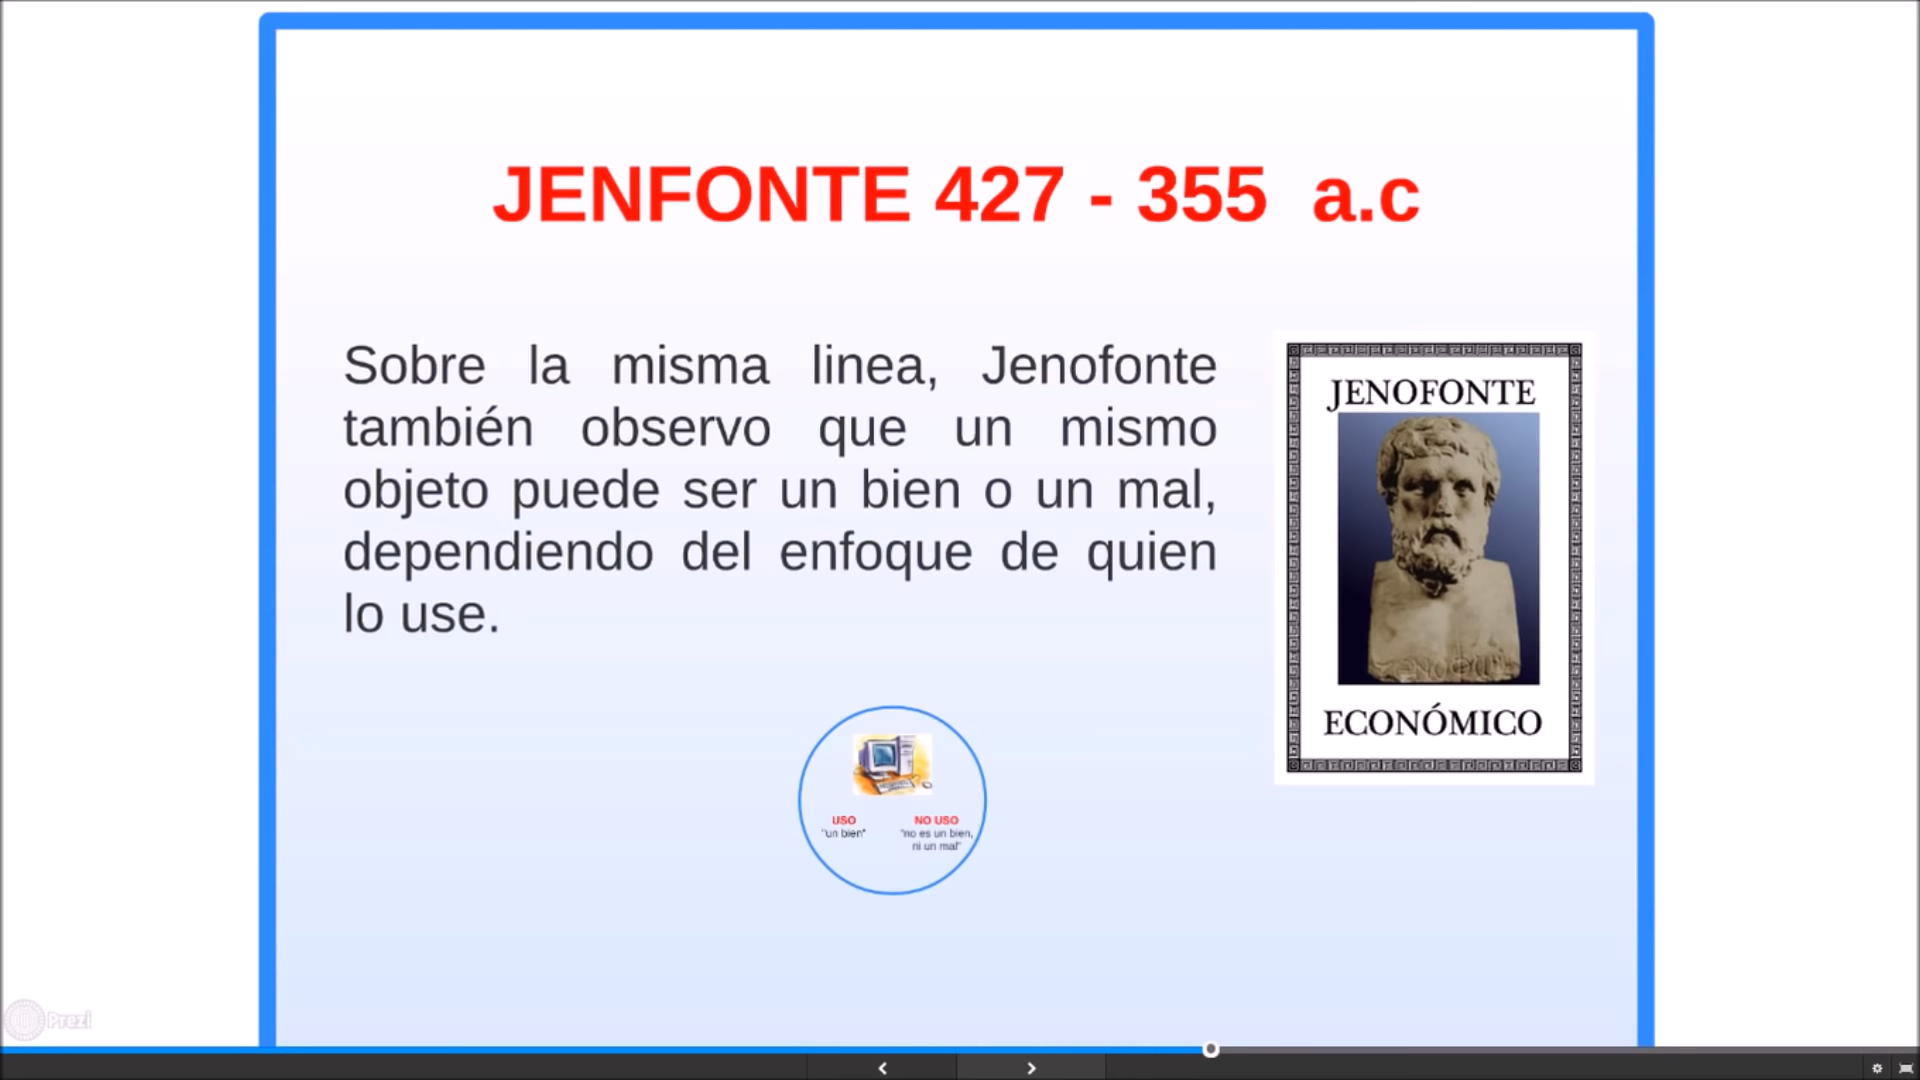 JENFONTE 427 - 355 a.c
Sobre la misma linea, Jenofonte
también observo que un mismo
objeto puede ser un bien o un mal,
dependiendo del enfoque de quien
lo use.
JENOFONTE
ECONÓMICO
USO
"un bien"
NO USO
"no es un bien,
ni un mal"
Prezi